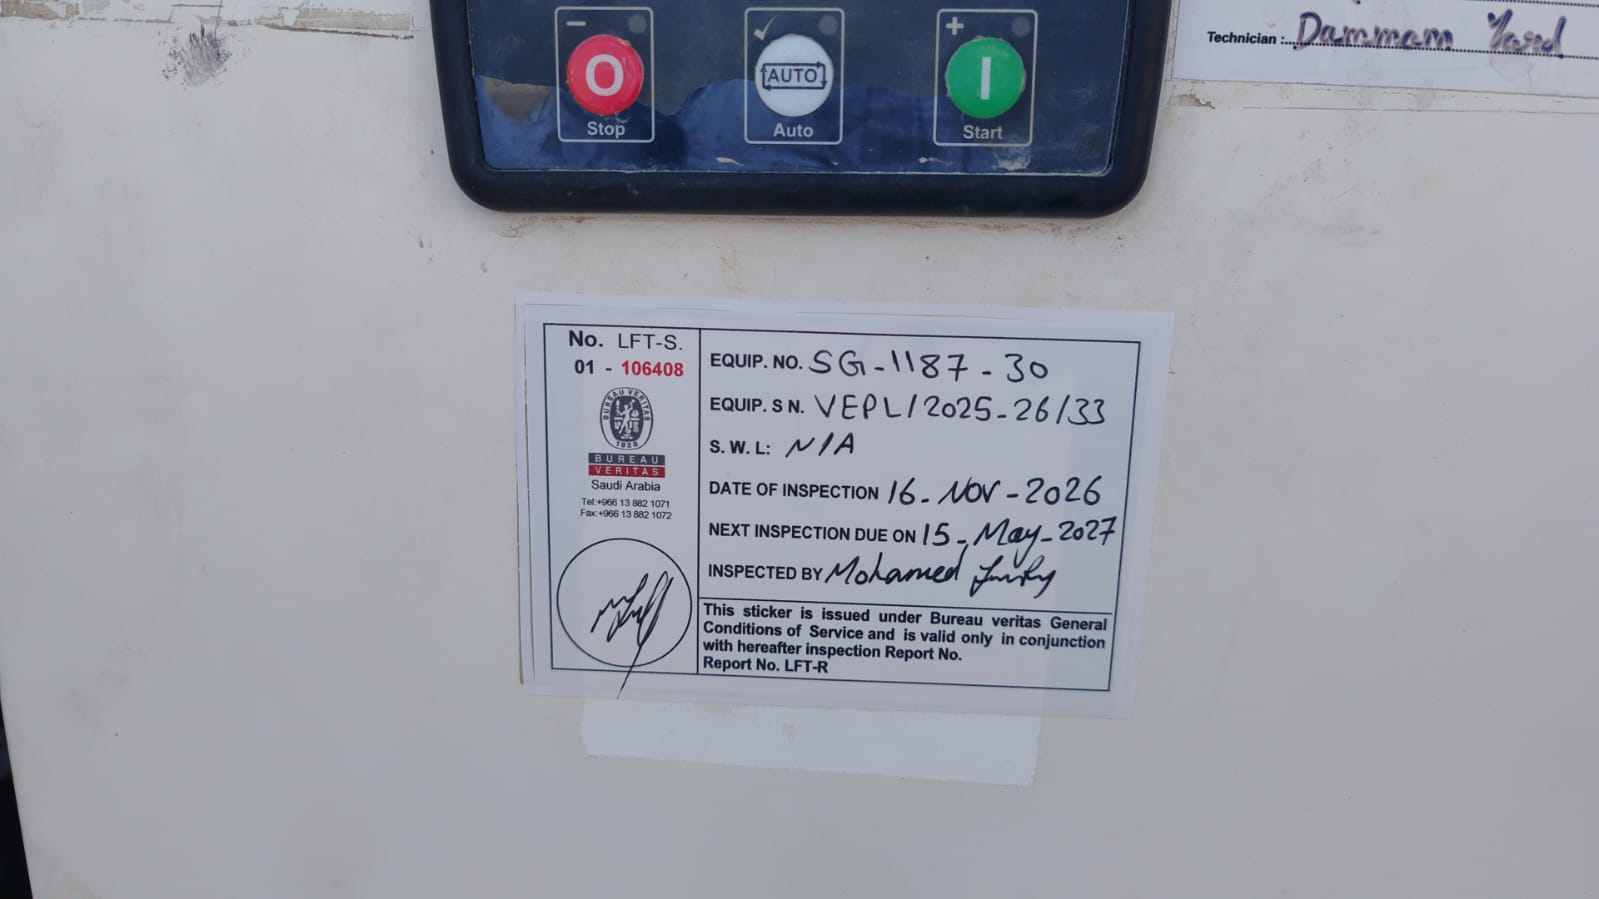 Technician : Dammam Yard
Stop
AUTO
Auto
Start
No. LFT-S.
01 - 106408
BUREAU VERITAS
1828
BUREAU
VERITAS
Saudi Arabia
Tel:+966 13 882 1071
Fax:+966 13 882 1072
EQUIP. NO. SG-1187-30
EQUIP. S N. VEPL/2025-26/33
S. W. L: N/A
DATE OF INSPECTION 16-NOV-2026
NEXT INSPECTION DUE ON 15-May-2027
INSPECTED BY Mohamed
This sticker is issued under Bureau veritas General
Conditions of Service and is valid only in conjunction
with hereafter inspection Report No.
Report No. LFT-R